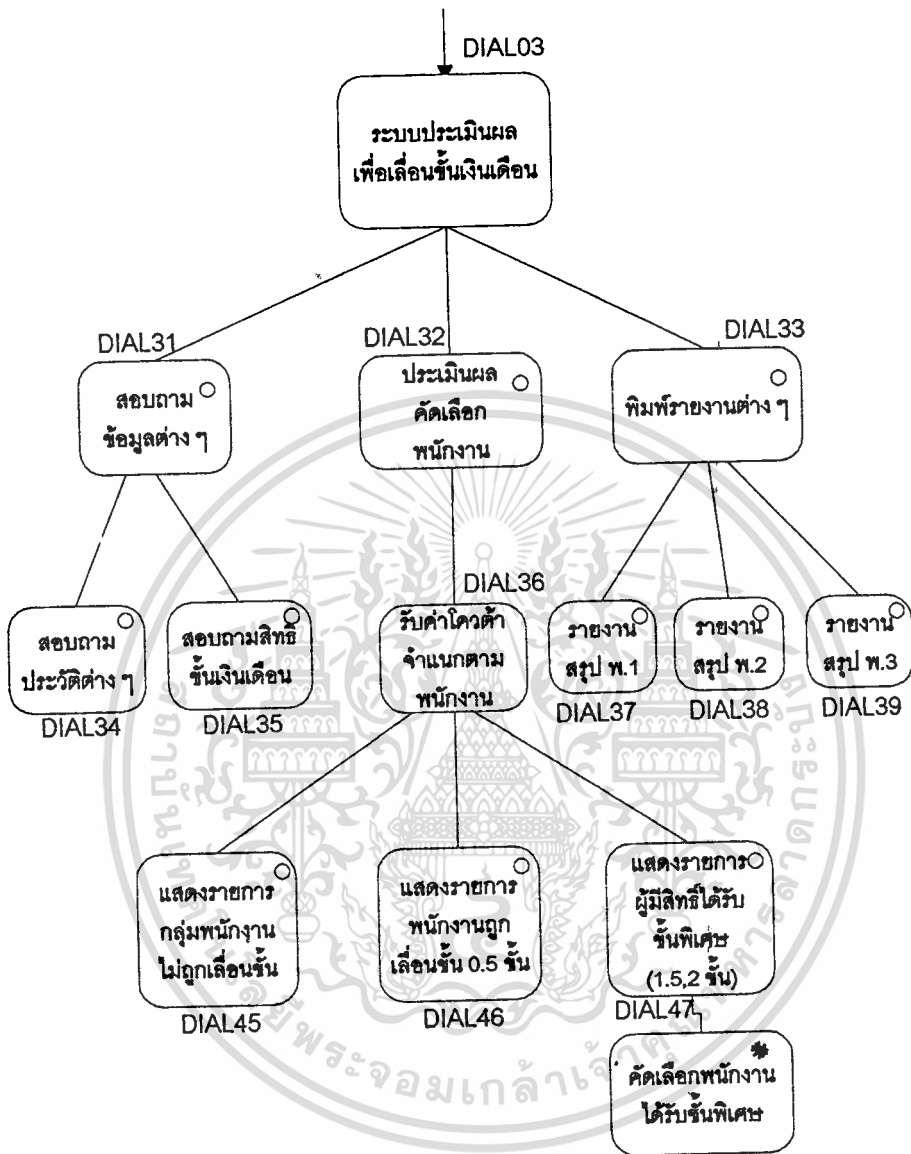 DIAL03
ระบบประเมินผล
เพื่อเลื่อนขั้นเงินเดือน
DIAL31
สอบถาม
ข้อมูลต่าง ๆ
DIAL32
ประเมินผล
คัดเลือก
พนักงาน
DIAL33
พิมพ์รายงานต่าง ๆ
สอบถาม
ประวัติต่าง ๆ
DIAL34
สอบถามสิทธิ์
ขั้นเงินเดือน
DIAL35
DIAL36
รับค่าโควต้า
จำแนกตาม
พนักงาน
รายงาน
สรุป พ.1
DIAL37
รายงาน
สรุป พ.2
DIAL38
รายงาน
สรุป พ.3
DIAL39
แสดงรายการ
กลุ่มพนักงาน
ไม่ถูกเลื่อนขั้น
DIAL45
แสดงรายการ
พนักงานถูก
เลื่อนขั้น 0.5 ขั้น
DIAL46
แสดงรายการ
ผู้มีสิทธิ์ได้รับ
ขั้นพิเศษ
(1.5,2 ขั้น)
DIAL47
*
คัดเลือกพนักงาน
ได้รับขั้นพิเศษ